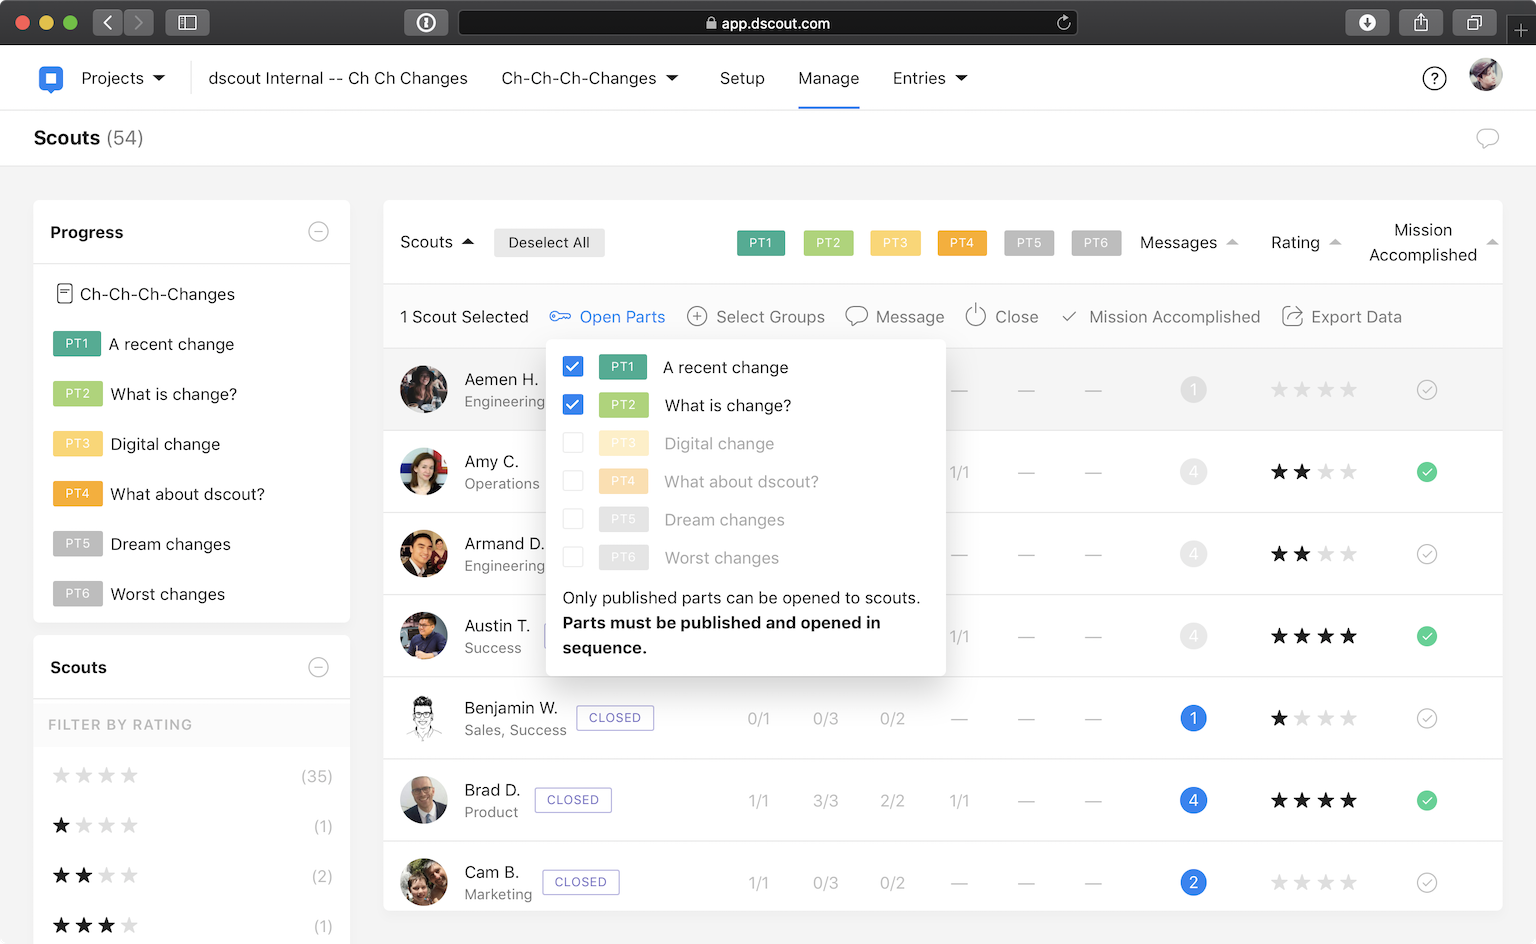 app.dscout.com
Projects
dscout Internal -- Ch Ch Changes
Ch-Ch-Ch-Changes
Setup
Manage
Entries
?
Scouts (54)
Progress
Ch-Ch-Ch-Changes
PT1 A recent change
PT2 What is change?
PT3 Digital change
PT4 What about dscout?
PT5 Dream changes
PT6 Worst changes
Scouts
FILTER BY RATING
(35)
(1)
(2)
(1)
Scouts
Deselect All
PT1
PT2
PT3
PT4
PT5
PT6
Messages
Rating
Mission
Accomplished
1 Scout Selected
Open Parts
Select Groups
Message
Close
Mission Accomplished
Export Data
PT1 A recent change
PT2 What is change?
PT3 Digital change
PT4 What about dscout?
PT5 Dream changes
PT6 Worst changes
Only published parts can be opened to scouts.
Parts must be published and opened in
sequence.
Aemen H.
Engineering
— — — 1
Amy C.
Operations
1/1 — — 4
Armand D.
Engineering
— — — 4
Austin T.
Success
1/1 — — 4
Benjamin W.
Sales, Success
CLOSED
0/1 0/3 0/2 — — — 1
Brad D.
Product
CLOSED
1/1 3/3 2/2 1/1 — — 4
Cam B.
Marketing
CLOSED
1/1 0/3 0/2 — — — 2